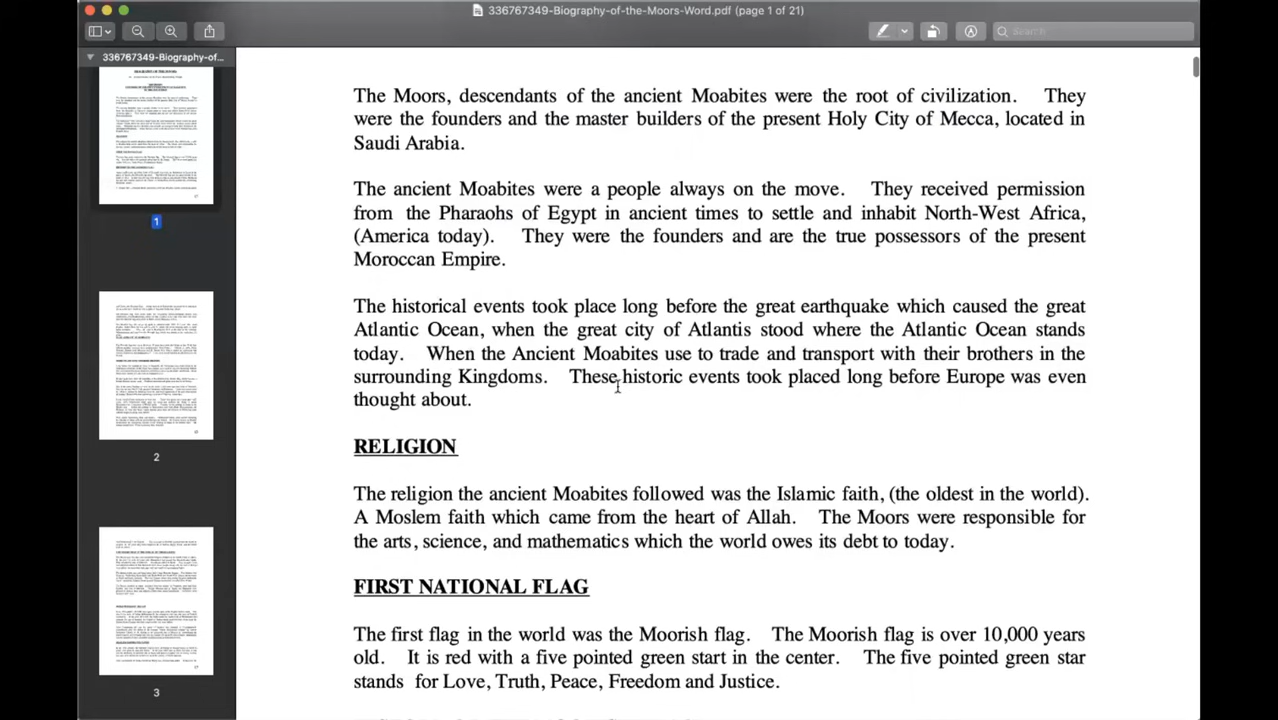 336767349-Biography-of-the-Moors-Word.pdf (page 1 of 21)
Search
336767349-Biography-of...
The Moors who were the ancient Moabites were the founders of civilization. They
were the founders and the first builders of the present Holy City of Mecca, located in
Saudi Arabia.
The ancient Moabites were a people always on the move. They received permission
from the Pharaohs of Egypt in ancient times to settle and inhabit North-West Africa,
(America today). They were the founders and are the true possessors of the present
Moroccan Empire.
The historical events took place long before the great earthquake which caused the great
Atlantic Ocean, when the great city of Atlantis stood where the Atlantic Ocean stands
today. When the Ancient Moabites use to trade and intermarry with their brothers in the
surrounding Kingdoms. These historic events took place long before Europe was even
thought about.
RELIGION
The religion the ancient Moabites followed was the Islamic faith, (the oldest in the world).
A Moslem faith which came from the heart of Allah. The Moors were responsible for
the arts, science, and mathematics which the world owes its debt to today.
FIRST NATIONAL FLAG
The first flag in the world is the Moorish flag. The Moorish flag is over 10,000 years
old. It is red with a five pointed green start in the center. The five pointed green star
stands for Love, Truth, Peace, Freedom and Justice.
1
2
3